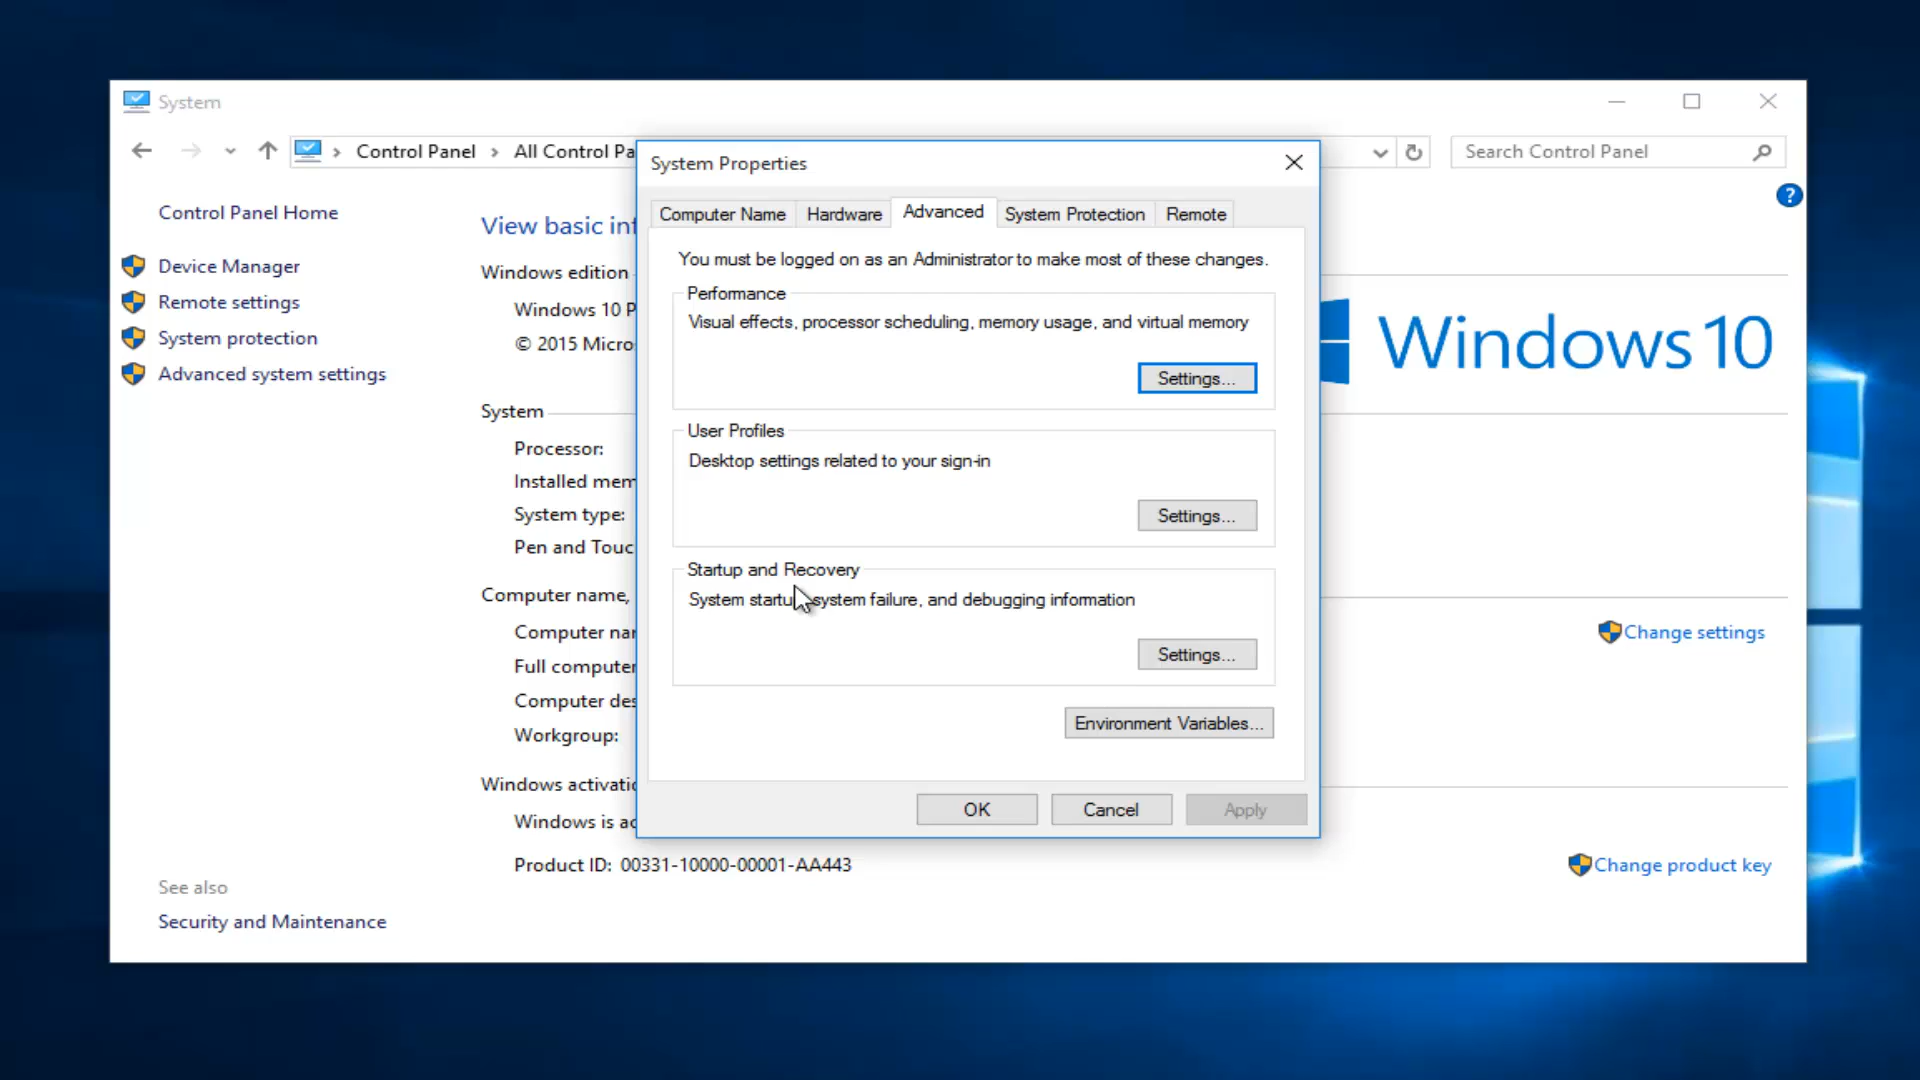 System
Control Panel > All Control Pa
Search Control Panel
System Properties
Computer Name Hardware Advanced System Protection Remote
You must be logged on as an Administrator to make most of these changes.
Performance
Visual effects, processor scheduling, memory usage, and virtual memory
Settings...
User Profiles
Desktop settings related to your sign-in
Settings...
Startup and Recovery
System startu system failure, and debugging information
Settings...
Environment Variables...
OK Cancel Apply
Control Panel Home
Device Manager
Remote settings
System protection
Advanced system settings
See also
Security and Maintenance
View basic inf
Windows edition
Windows 10 P
© 2015 Micro
Windows 10
System
Processor:
Installed mem
System type:
Pen and Touc
Computer name,
Computer nar
Full computer
Computer des
Workgroup:
Change settings
Windows activatio
Windows is ac
Product ID: 00331-10000-00001-AA443
Change product key
?